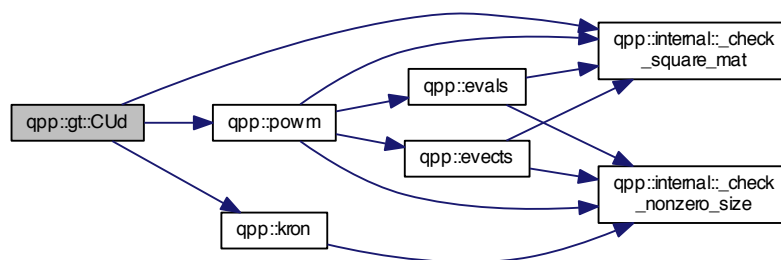 qpp::internal::_check
_square_mat
qpp::evals
qpp::gt::CUd
qpp::powm
qpp::evects
qpp::internal::_check
_nonzero_size
qpp::kron